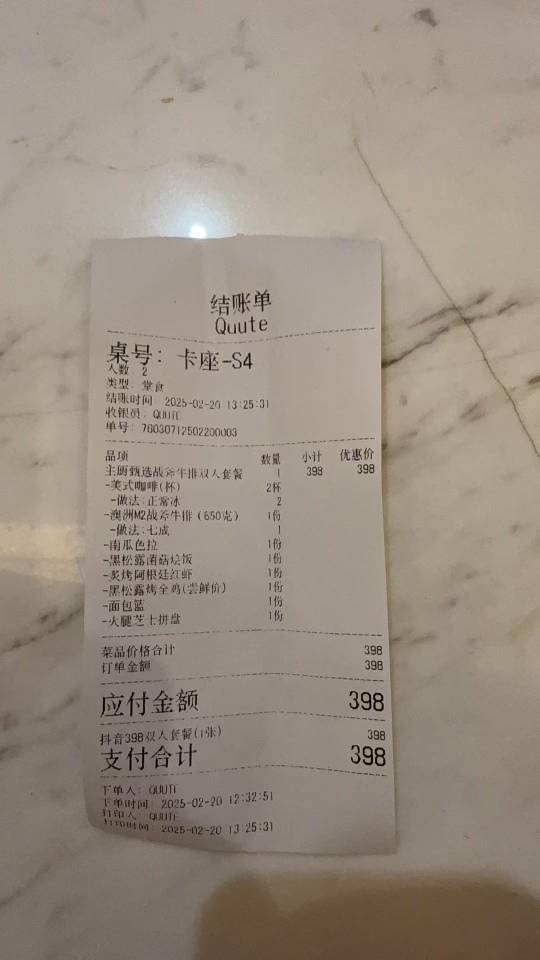 结账单
Quute
桌号: 卡座-S4
人数 2
类型: 堂食
结账时间 2025-02-20 13:25:31
收银员: QUUTE
单号: 76030712502200003
品项 数量 小计 优惠价
主厨甄选战斧牛排双人套餐 1 398 398
-美式咖啡(杯) 2杯
-做法:正常冰 2
-澳洲M2战斧牛排(650克) 1份
-做法:七成 1
-南瓜色拉 1份
-黑松露菌菇烩饭 1份
-炙烤阿根廷红虾 1份
-黑松露烤全鸡(尝鲜价) 1份
-面包篮 1份
-火腿芝士拼盘 1份
菜品价格合计 398
订单金额 398
应付金额 398
抖音398双人套餐(1张) 398
支付合计 398
下单人: QUUTE
下单时间: 2025-02-20 12:32:51
打印人 QUUTE
打印时间 2025-02-20 13:25:31